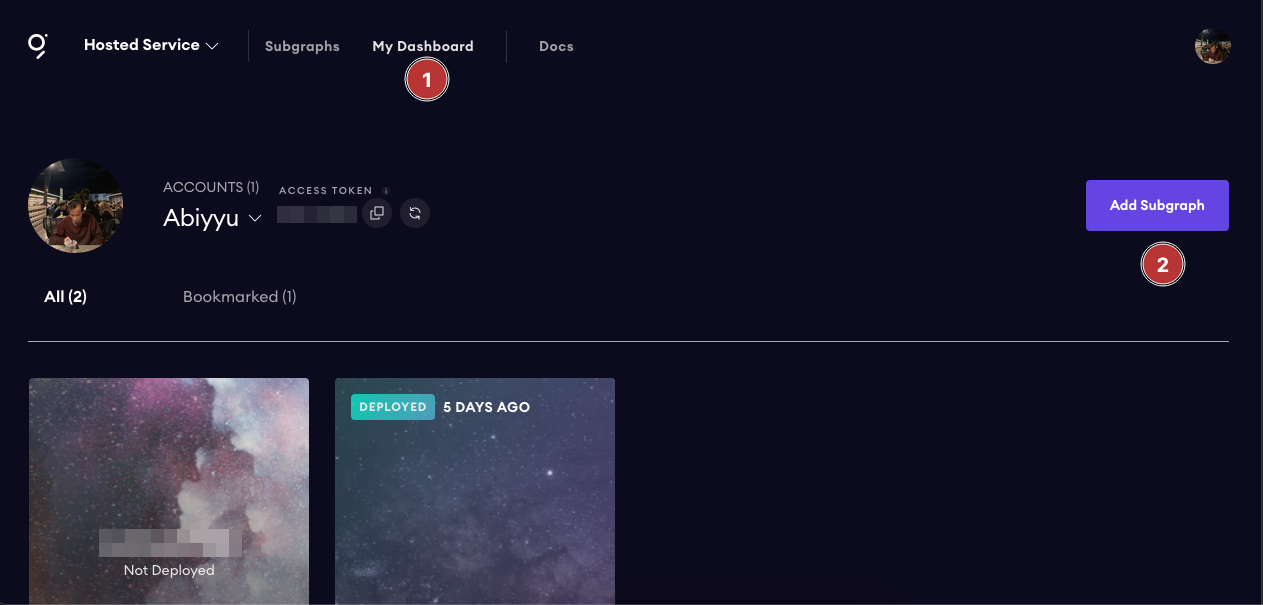 Hosted Service
Subgraphs
My Dashboard
Docs
1
ACCOUNTS (1)
ACCESS TOKEN
Abiyyu
Add Subgraph
2
All (2)
Bookmarked (1)
DEPLOYED
5 DAYS AGO
Not Deployed